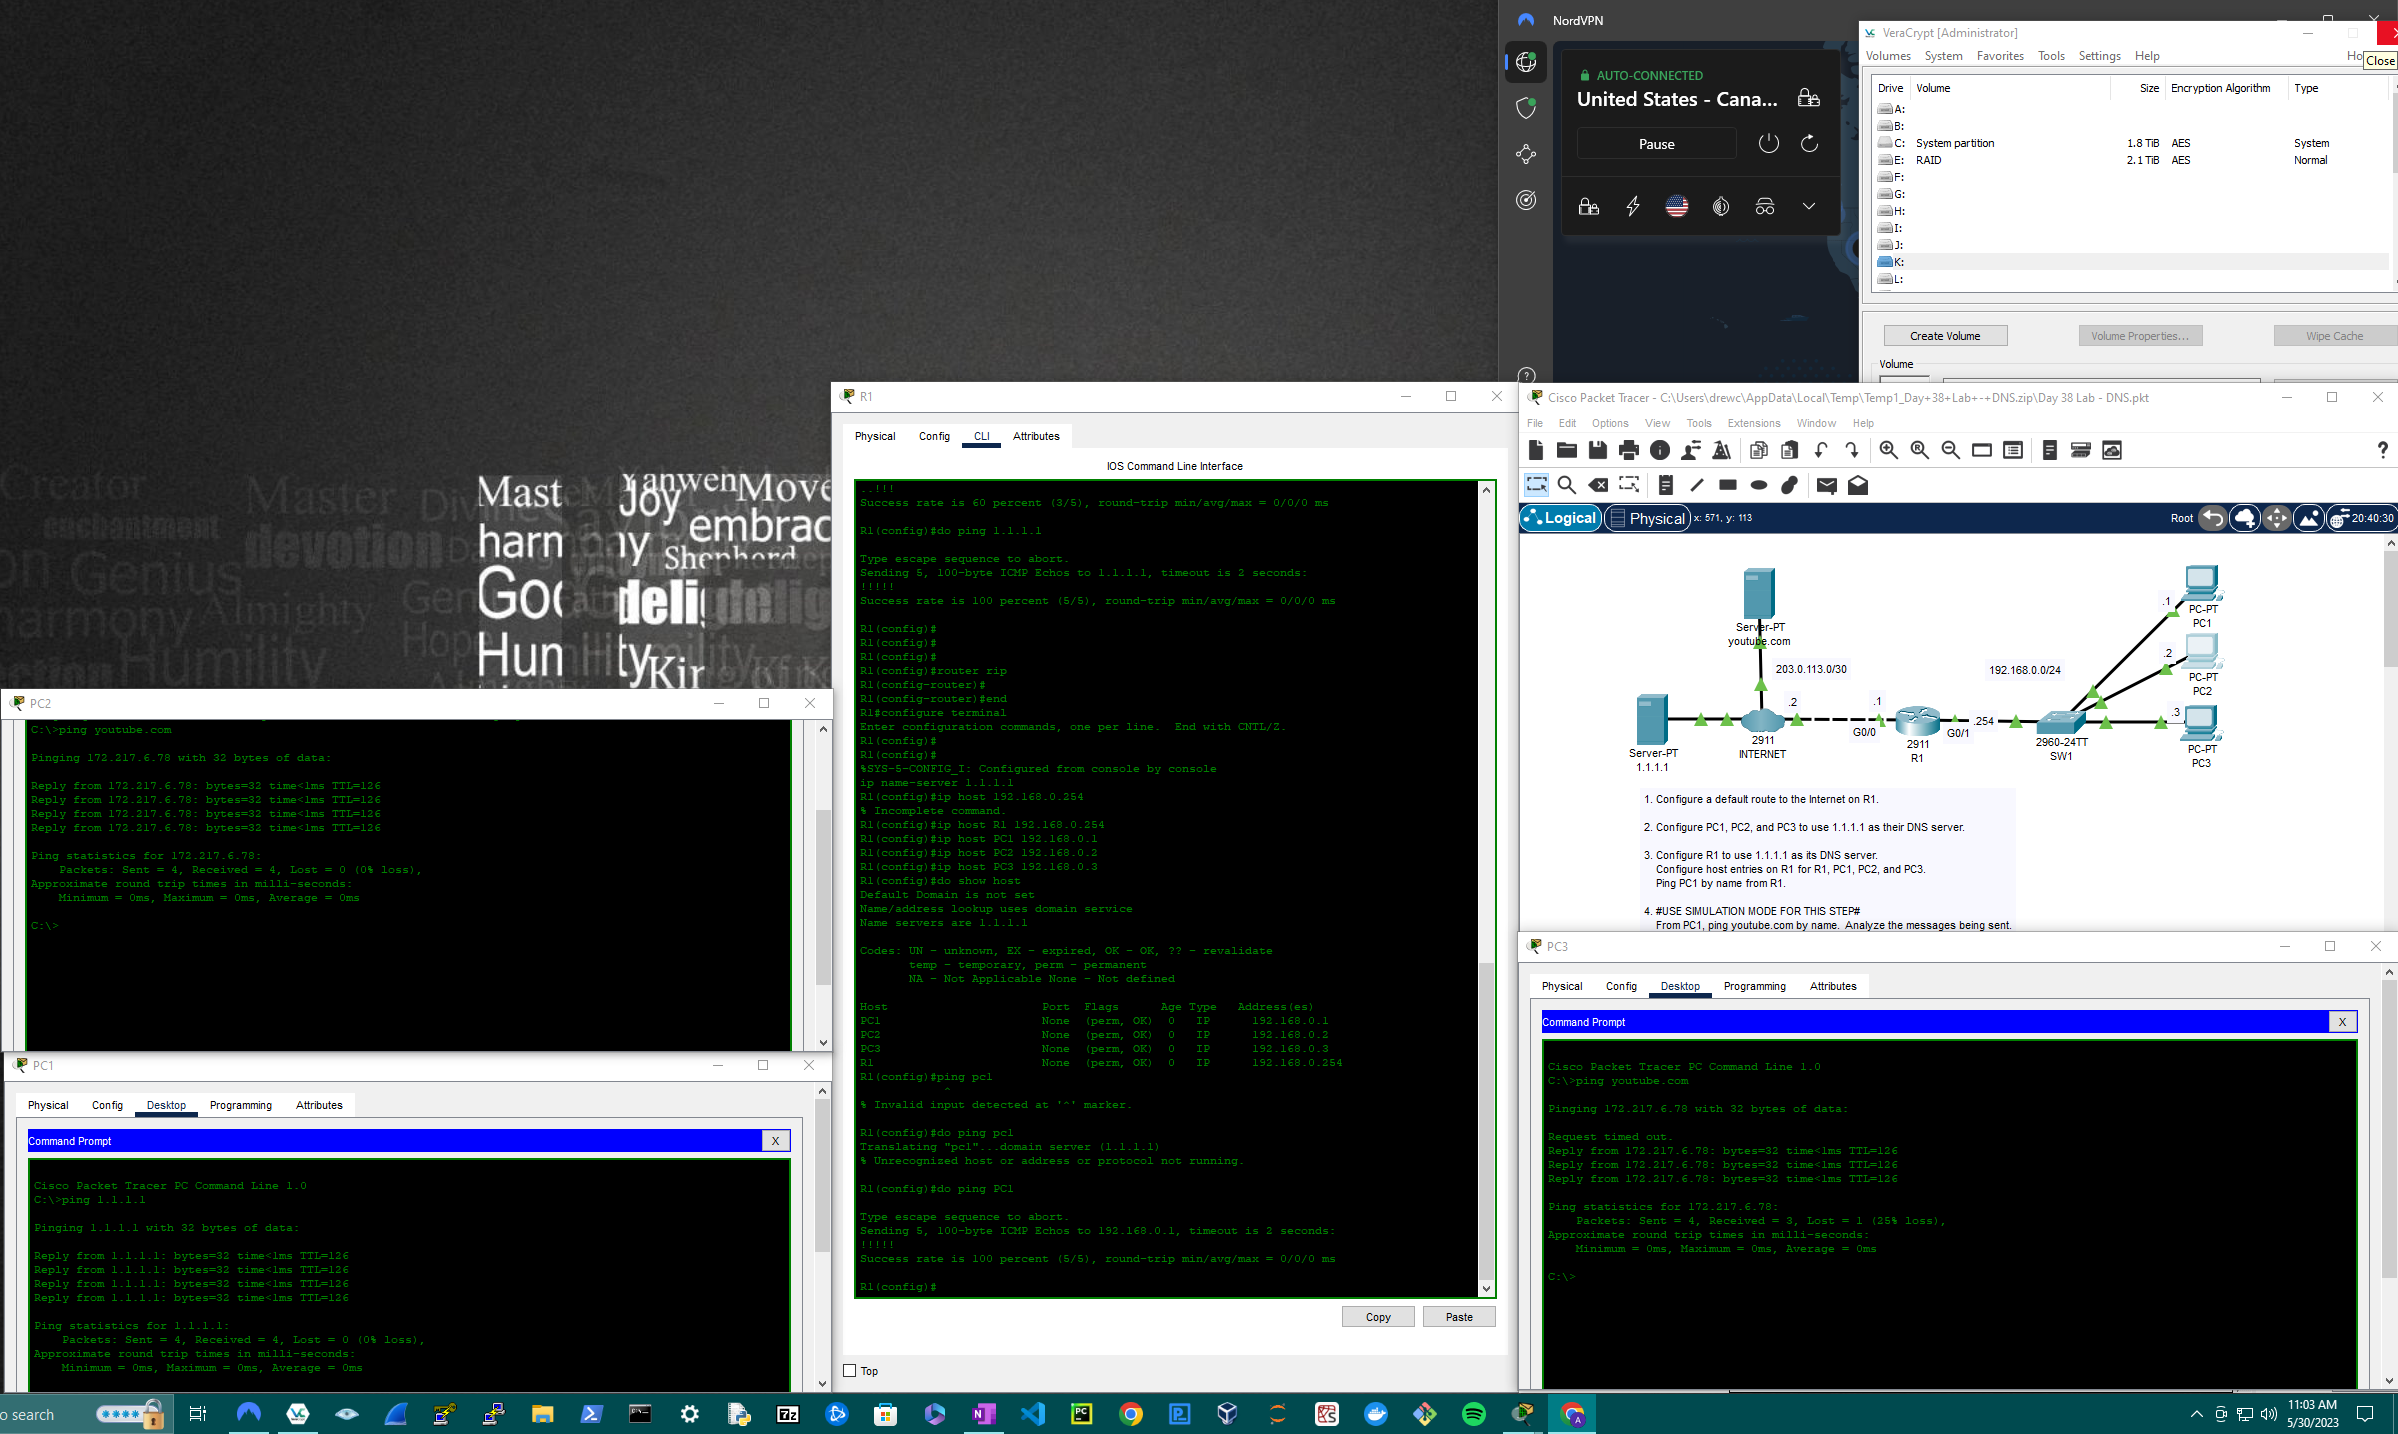 NordVPN
AUTO-CONNECTED
United States - Cana...
Pause
VeraCrypt [Administrator]
Volumes System Favorites Tools Settings Help Ho
Close
Drive Volume Size Encryption Algorithm Type
A:
B:
C: System partition 1.8 TiB AES System
E: RAID 2.1 TiB AES Normal
F:
G:
H:
I:
J:
K:
L:
Create Volume Volume Properties... Wipe Cache
Volume
Creator
Master
enchantment
Genius
Almight
harmony
Humility
Mast
Yanwen
Move
Joy
embrac
harm
Shepherd
Goo
deli
Hum
Kir
R1
Physical Config CLI Attributes
IOS Command Line Interface
..!!!
Success rate is 60 percent (3/5), round-trip min/avg/max = 0/0/0 ms
R1(config)#do ping 1.1.1.1
Type escape sequence to abort.
Sending 5, 100-byte ICMP Echos to 1.1.1.1, timeout is 2 seconds:
!!!!!
Success rate is 100 percent (5/5), round-trip min/avg/max = 0/0/0 ms
R1(config)#
R1(config)#
R1(config)#
R1(config)#router rip
R1(config-router)#
R1(config-router)#end
R1#configure terminal
Enter configuration commands, one per line.  End with CNTL/Z.
R1(config)#
R1(config)#
%SYS-5-CONFIG_I: Configured from console by console
ip name-server 1.1.1.1
R1(config)#ip host 192.168.0.254
% Incomplete command.
R1(config)#ip host R1 192.168.0.254
R1(config)#ip host PC1 192.168.0.1
R1(config)#ip host PC2 192.168.0.2
R1(config)#ip host PC3 192.168.0.3
R1(config)#do show host
Default Domain is not set
Name/address lookup uses domain service
Name servers are 1.1.1.1
Codes: UN - unknown, EX - expired, OK - OK, ?? - revalidate
temp - temporary, perm - permanent
NA - Not Applicable None - Not defined
Host Port Flags Age Type Address(es)
PC1 None (perm, OK) 0 IP 192.168.0.1
PC2 None (perm, OK) 0 IP 192.168.0.2
PC3 None (perm, OK) 0 IP 192.168.0.3
R1 None (perm, OK) 0 IP 192.168.0.254
R1(config)#ping pc1
^
% Invalid input detected at '^' marker.
R1(config)#do ping pc1
Translating "pc1"...domain server (1.1.1.1)
% Unrecognized host or address or protocol not running.
R1(config)#do ping PC1
Type escape sequence to abort.
Sending 5, 100-byte ICMP Echos to 192.168.0.1, timeout is 2 seconds:
!!!!!
Success rate is 100 percent (5/5), round-trip min/avg/max = 0/0/0 ms
R1(config)#
Copy Paste
Top
Cisco Packet Tracer - C:\Users\drewc\AppData\Local\Temp\Temp1_Day+38+Lab+-+DNS.zip\Day 38 Lab - DNS.pkt
File Edit Options View Tools Extensions Window Help
Logical Physical x: 571, y: 113 Root 20:40:30
Server-PT
youtube.com
203.0.113.0/30
192.168.0.0/24
.1
PC-PT
PC1
.2
PC-PT
PC2
.3
PC-PT
PC3
Server-PT
1.1.1.1
2911
INTERNET
.2
.1
G0/0
2911
R1
G0/1
.254
2960-24TT
SW1
1. Configure a default route to the Internet on R1.
2. Configure PC1, PC2, and PC3 to use 1.1.1.1 as their DNS server.
3. Configure R1 to use 1.1.1.1 as its DNS server.
Configure host entries on R1 for R1, PC1, PC2, and PC3.
Ping PC1 by name from R1.
4. #USE SIMULATION MODE FOR THIS STEP#
From PC1, ping youtube.com by name.  Analyze the messages being sent.
PC2
C:\>ping youtube.com
Pinging 172.217.6.78 with 32 bytes of data:
Reply from 172.217.6.78: bytes=32 time<1ms TTL=126
Reply from 172.217.6.78: bytes=32 time<1ms TTL=126
Reply from 172.217.6.78: bytes=32 time<1ms TTL=126
Reply from 172.217.6.78: bytes=32 time<1ms TTL=126
Ping statistics for 172.217.6.78:
Packets: Sent = 4, Received = 4, Lost = 0 (0% loss),
Approximate round trip times in milli-seconds:
Minimum = 0ms, Maximum = 0ms, Average = 0ms
C:\>
PC1
Physical Config Desktop Programming Attributes
Command Prompt X
Cisco Packet Tracer PC Command Line 1.0
C:\>ping 1.1.1.1
Pinging 1.1.1.1 with 32 bytes of data:
Reply from 1.1.1.1: bytes=32 time<1ms TTL=126
Reply from 1.1.1.1: bytes=32 time<1ms TTL=126
Reply from 1.1.1.1: bytes=32 time<1ms TTL=126
Reply from 1.1.1.1: bytes=32 time<1ms TTL=126
Ping statistics for 1.1.1.1:
Packets: Sent = 4, Received = 4, Lost = 0 (0% loss),
Approximate round trip times in milli-seconds:
Minimum = 0ms, Maximum = 0ms, Average = 0ms
PC3
Physical Config Desktop Programming Attributes
Command Prompt X
Cisco Packet Tracer PC Command Line 1.0
C:\>ping youtube.com
Pinging 172.217.6.78 with 32 bytes of data:
Request timed out.
Reply from 172.217.6.78: bytes=32 time<1ms TTL=126
Reply from 172.217.6.78: bytes=32 time<1ms TTL=126
Reply from 172.217.6.78: bytes=32 time<1ms TTL=126
Ping statistics for 172.217.6.78:
Packets: Sent = 4, Received = 3, Lost = 1 (25% loss),
Approximate round trip times in milli-seconds:
Minimum = 0ms, Maximum = 0ms, Average = 0ms
C:\>
o search
11:03 AM
5/30/2023